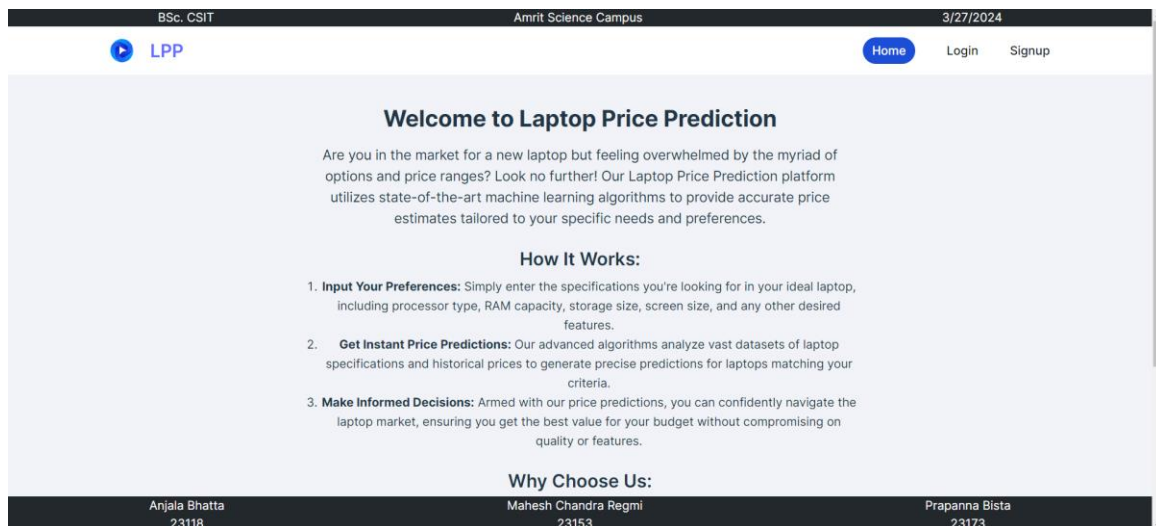 BSc. CSIT Amrit Science Campus 3/27/2024
LPP Home Login Signup
Welcome to Laptop Price Prediction
Are you in the market for a new laptop but feeling overwhelmed by the myriad of
options and price ranges? Look no further! Our Laptop Price Prediction platform
utilizes state-of-the-art machine learning algorithms to provide accurate price
estimates tailored to your specific needs and preferences.
How It Works:
1. Input Your Preferences: Simply enter the specifications you're looking for in your ideal laptop,
including processor type, RAM capacity, storage size, screen size, and any other desired
features.
2. Get Instant Price Predictions: Our advanced algorithms analyze vast datasets of laptop
specifications and historical prices to generate precise predictions for laptops matching your
criteria.
3. Make Informed Decisions: Armed with our price predictions, you can confidently navigate the
laptop market, ensuring you get the best value for your budget without compromising on
quality or features.
Why Choose Us:
Anjala Bhatta Mahesh Chandra Regmi Prapanna Bista
23118 23153 23173